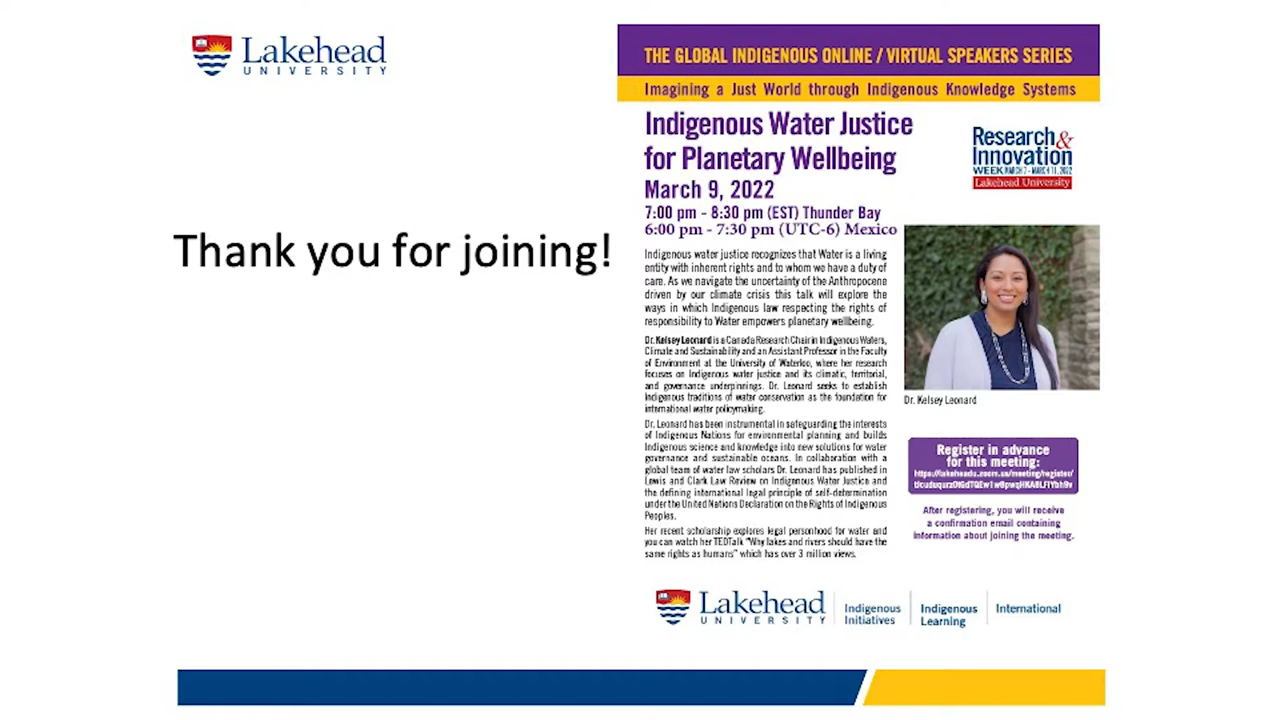 Lakehead
UNIVERSITY
Thank you for joining!
THE GLOBAL INDIGENOUS ONLINE / VIRTUAL SPEAKERS SERIES
Imagining a Just World through Indigenous Knowledge Systems
Indigenous Water Justice
for Planetary Wellbeing
March 9, 2022
7:00 pm - 8:30 pm (EST) Thunder Bay
6:00 pm - 7:30 pm (UTC-6) Mexico
Research &
Innovation
WEEK MARCH 7 - MARCH 11, 2022
Lakehead University
Indigenous water justice recognizes that Water is a living
entity with inherent rights and to whom we have a duty of
care. As we navigate the uncertainty of the Anthropocene
driven by our climate crisis this talk will explore the
ways in which Indigenous law respecting the rights of
responsibility to Water empowers planetary wellbeing.
Dr. Kelsey Leonard is a Canada Research Chair in Indigenous Waters,
Climate and Sustainability and an Assistant Professor in the Faculty
of Environment at the University of Waterloo, where her research
focuses on Indigenous water justice and its climatic, territorial,
and governance underpinnings. Dr. Leonard seeks to establish
Indigenous traditions of water conservation as the foundation for
international water policymaking.
Dr. Leonard has been instrumental in safeguarding the interests
of Indigenous Nations for environmental planning and builds
Indigenous science and knowledge into new solutions for water
governance and sustainable oceans. In collaboration with a
global team of water law scholars Dr. Leonard has published in
Lewis and Clark Law Review on Indigenous Water Justice and
the defining international legal principle of self-determination
under the United Nations Declaration on the Rights of Indigenous
Peoples.
Her recent scholarship explores legal personhood for water and
you can watch her TEDTalk "Why lakes and rivers should have the
same rights as humans" which has over 3 million views.
Dr. Kelsey Leonard
Register in advance
for this meeting:
https://lakeheadu.zoom.us/meeting/register/
After registering, you will receive
a confirmation email containing
information about joining the meeting.
Lakehead
UNIVERSITY
Indigenous
Initiatives
Indigenous
Learning
International